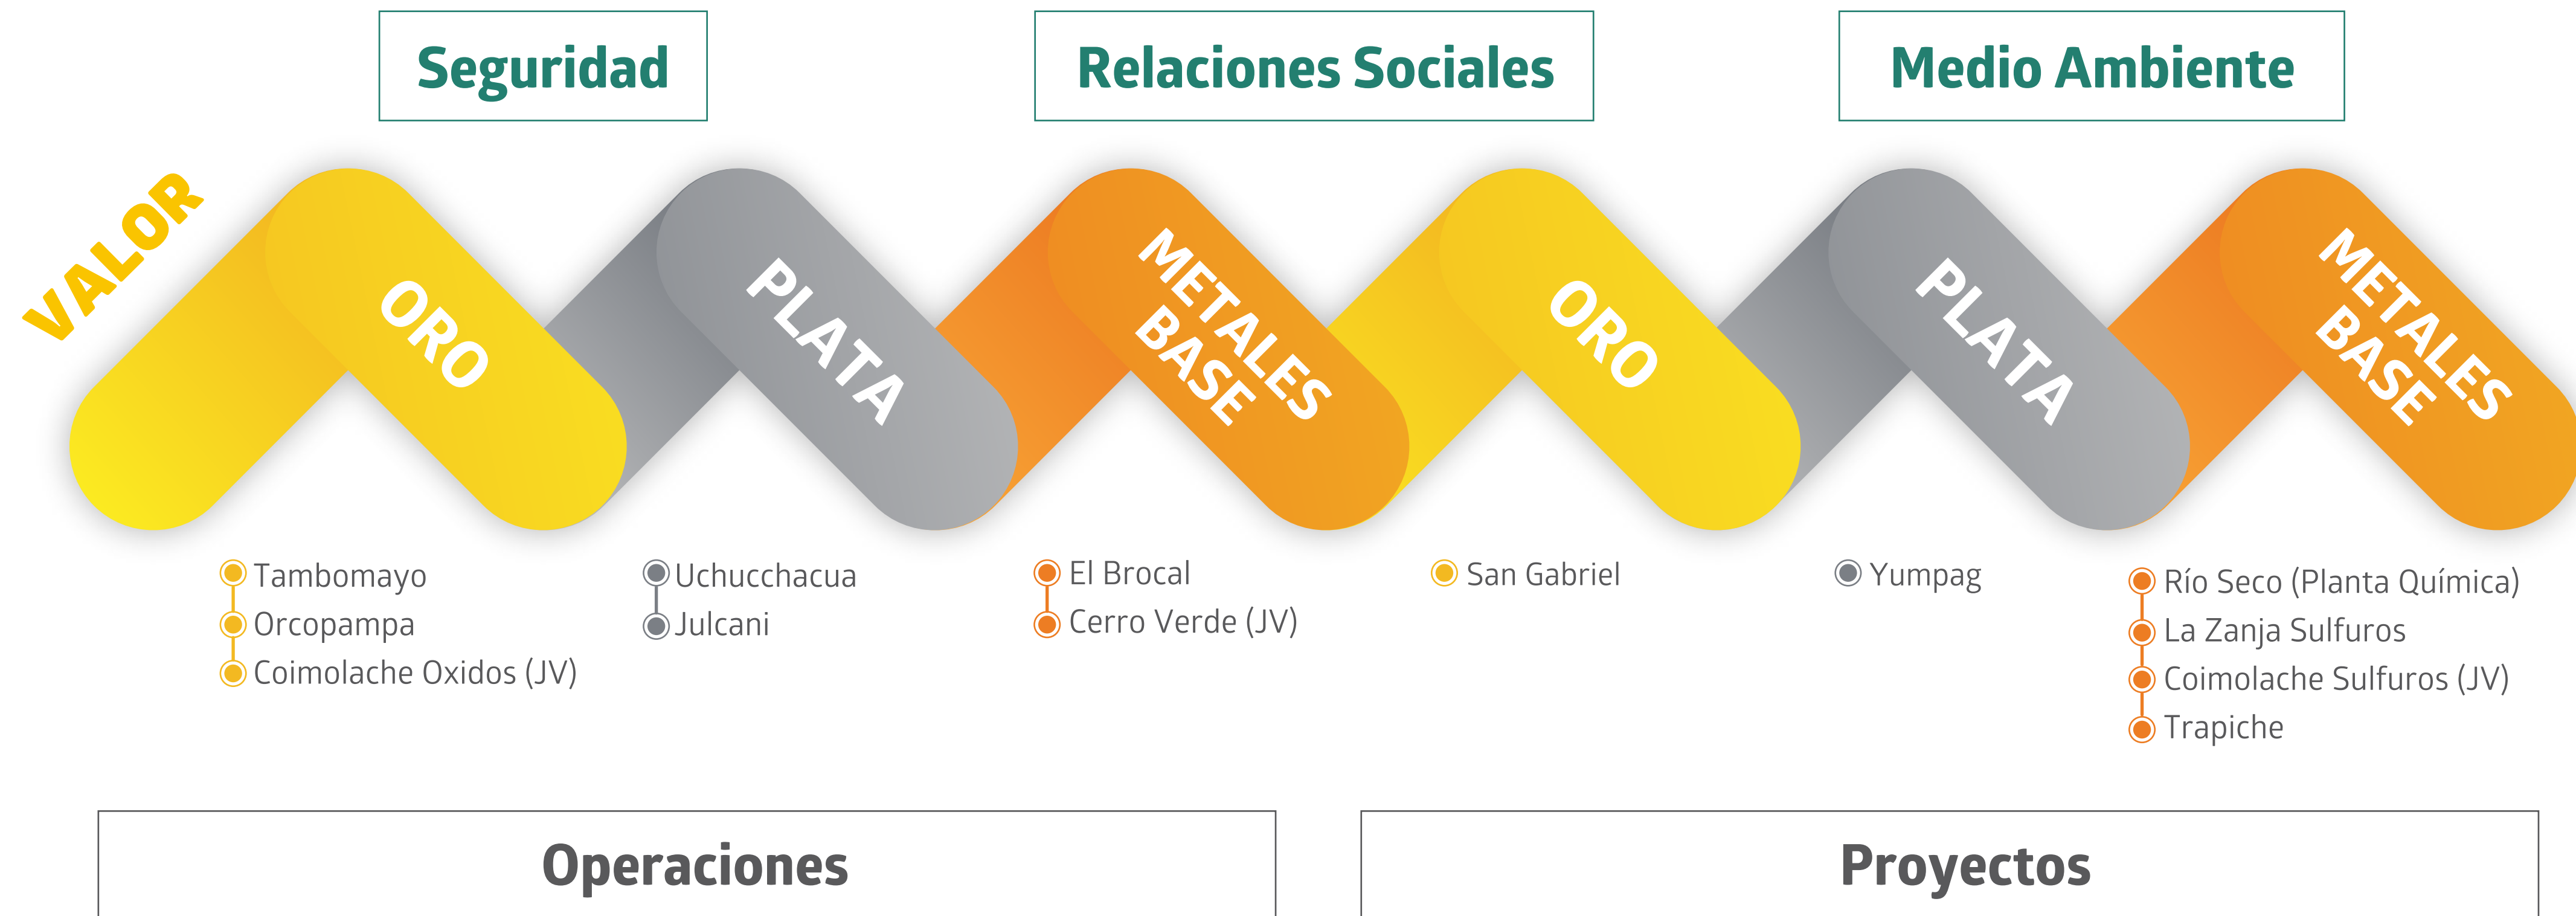 Seguridad
Relaciones Sociales
Medio Ambiente
VALOR
ORO
PLATA
METALES
BASE
ORO
PLATA
METALES
BASE
Tambomayo
Orcopampa
Coimolache Oxidos (JV)
Uchucchacua
Julcani
El Brocal
Cerro Verde (JV)
San Gabriel
Yumpag
Río Seco (Planta Química)
La Zanja Sulfuros
Coimolache Sulfuros (JV)
Trapiche
Operaciones
Proyectos